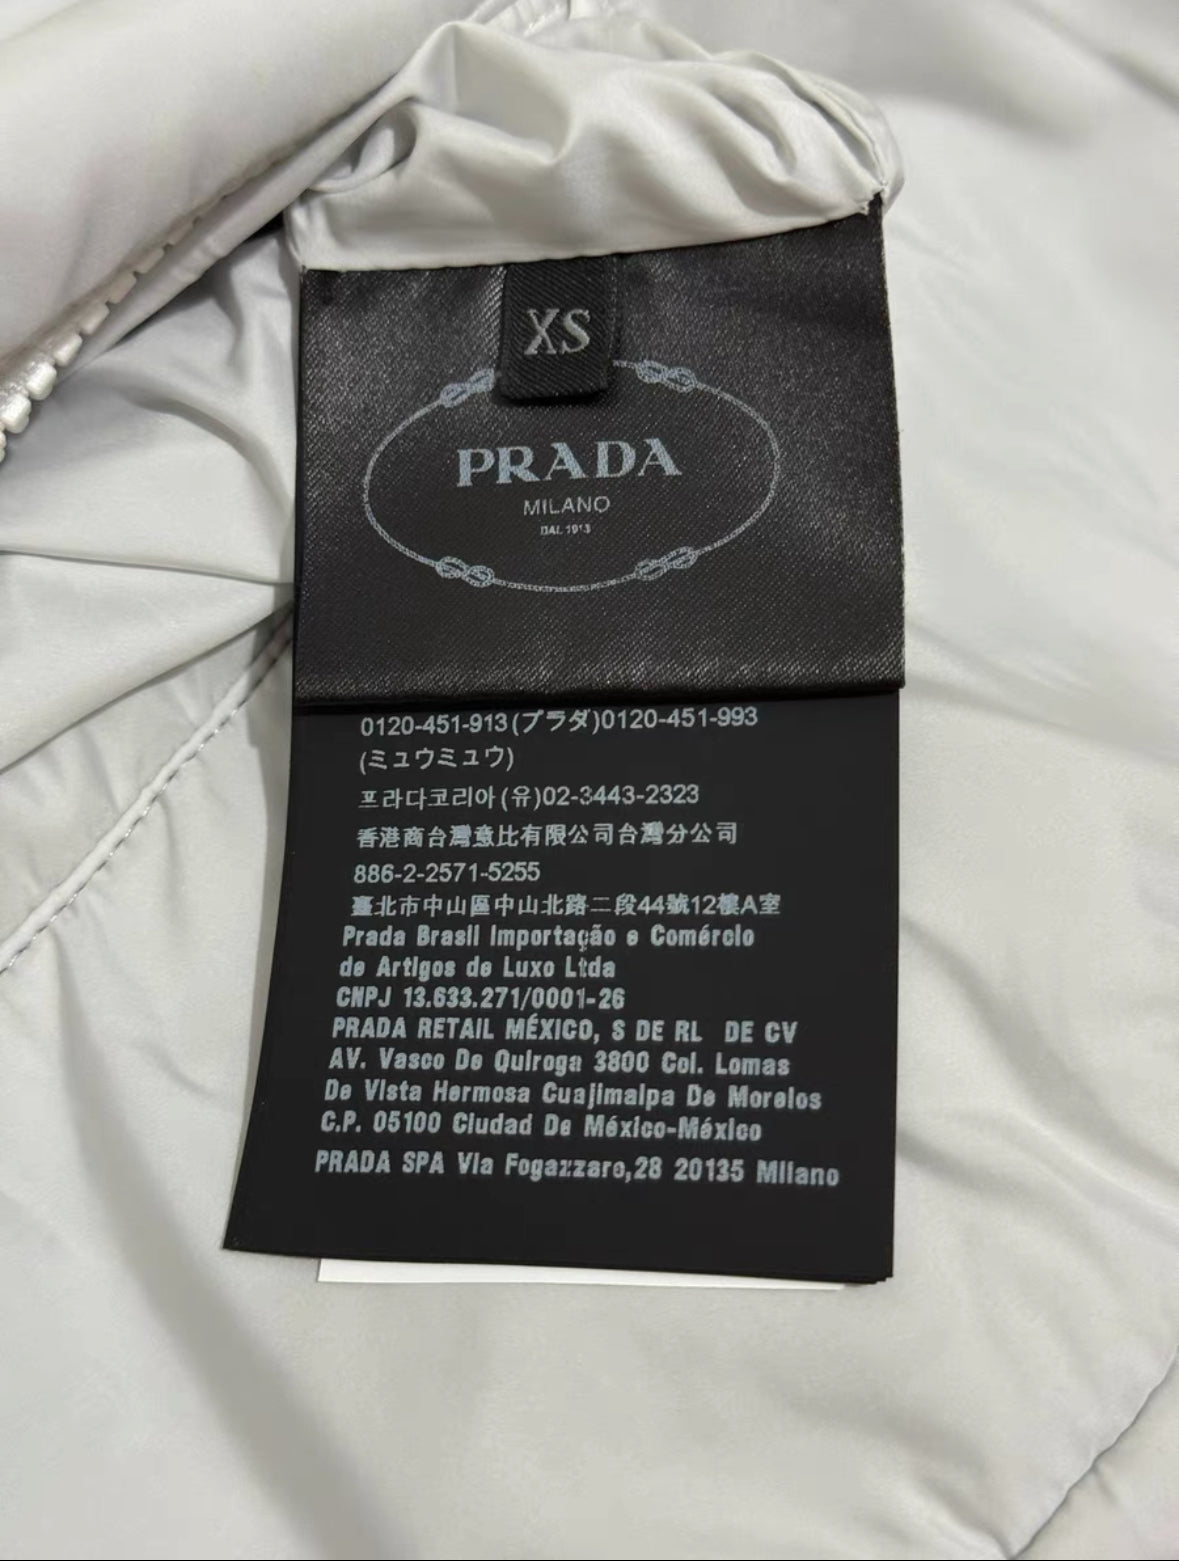 XS
PRADA
MILANO
DAL 1913
0120-451-913(プラダ)0120-451-993
(ミュウミュウ)
프라다코리아(유)02-3443-2323
香港商台灣意比有限公司台灣分公司
886-2-2571-5255
臺北市中山區中山北路二段44號12樓A室
Prada Brasil Importação e Comércio
de Artigos de Luxo Ltda
CNPJ 13.633.271/0001-26
PRADA RETAIL MÉXICO, S DE RL DE CV
AV. Vasco De Quiroga 3800 Col. Lomas
De Vista Hermosa Cuajimalpa De Morelos
C.P. 05100 Ciudad De México-México
PRADA SPA Via Fogazzaro,28 20135 Milano